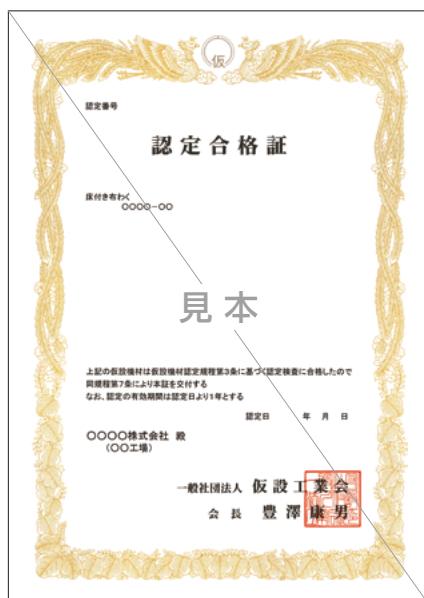 仮
認定番号
認定合格証
床付き布わく
〇〇〇〇−〇〇
見本
上記の仮設機材は仮設機材認定規程第3条に基づく認定検査に合格したので
同規程第7条により本証を交付する
なお、認定の有効期間は認定日より1年とする
認定日　年　月　日
〇〇〇〇株式会社 殿
(〇〇工場)
一般社団法人 仮設工業会
会長 豊澤康男